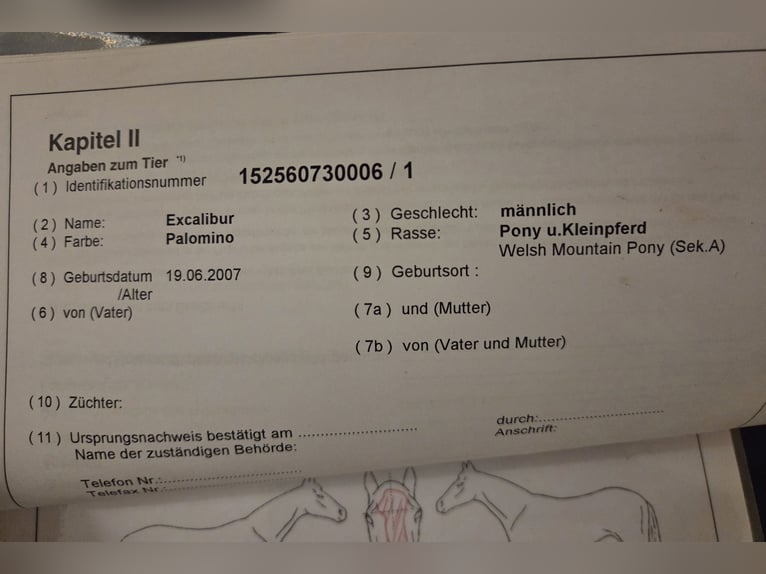 Kapitel II
Angaben zum Tier *1)
(1) Identifikationsnummer 152560730006 / 1
(2) Name: Excalibur (3) Geschlecht: männlich
(4) Farbe: Palomino (5) Rasse: Pony u.Kleinpferd
Welsh Mountain Pony (Sek.A)
(8) Geburtsdatum 19.06.2007 (9) Geburtsort :
/Alter
(6) von (Vater) (7a) und (Mutter)
(7b) von (Vater und Mutter)
(10) Züchter:
(11) Ursprungsnachweis bestätigt am .............................. durch:..............................
Name der zuständigen Behörde: Anschrift:
Telefon Nr.:..............................
Telefax Nr.:..............................